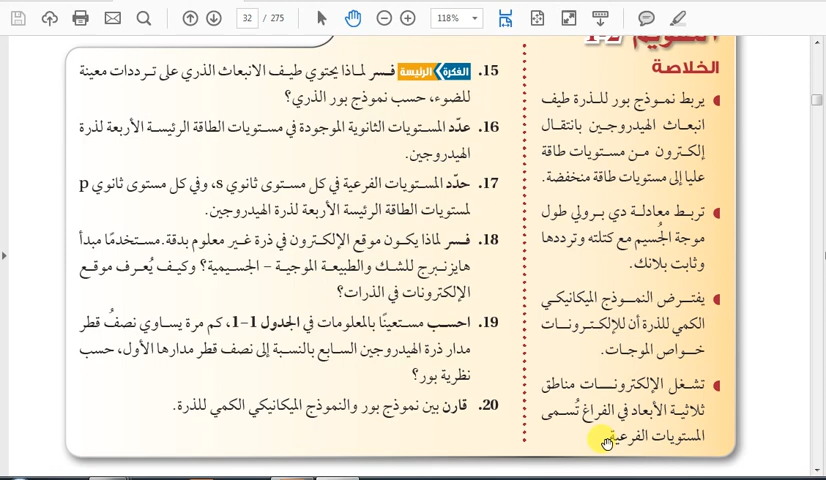 32 / 275
118%
التقويم 2-1
الخلاصة
يربط نموذج بور للذرة طيف
انبعاث الهيدروجين بانتقال
إلكترون من مستويات طاقة
عليا إلى مستويات طاقة منخفضة.
تربط معادلة دي برولي طول
موجة الجُسيم مع كتلته وترددها
وثابت بلانك.
يفترض النموذج الميكانيكي
الكمي للذرة أن للإلكترونات
خواص الموجات.
تشغل الإلكترونات مناطق
ثلاثية الأبعاد في الفراغ تُسمى
المستويات الفرعية
15. الفكرة الرئيسة فسر لماذا يحتوي طيف الانبعاث الذري على ترددات معينة
للضوء، حسب نموذج بور الذري؟
16. عدّد المستويات الثانوية الموجودة في مستويات الطاقة الرئيسة الأربعة لذرة
الهيدروجين.
17. حدّد المستويات الفرعية في كل مستوى ثانوي s، وفي كل مستوى ثانوي p
لمستويات الطاقة الرئيسة الأربعة لذرة الهيدروجين.
18. فسر لماذا يكون موقع الإلكترون في ذرة غير معلوم بدقة. مستخدمًا مبدأ
هايزنبرج للشك والطبيعة الموجية - الجسيمية؟ وكيف يُعرف موقع
الإلكترونات في الذرات؟
19. احسب مستعينًا بالمعلومات في الجدول 1-1، كم مرة يساوي نصفُ قطر
مدار ذرة الهيدروجين السابع بالنسبة إلى نصف قطر مدارها الأول، حسب
نظرية بور؟
20. قارن بين نموذج بور والنموذج الميكانيكي الكمي للذرة.